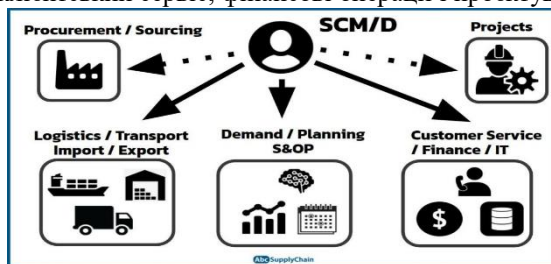 SCM/D
Procurement / Sourcing
Projects
Logistics / Transport
Import / Export
Demand / Planning
S&OP
Customer Service
/ Finance / IT
$
AbcSupplyChain